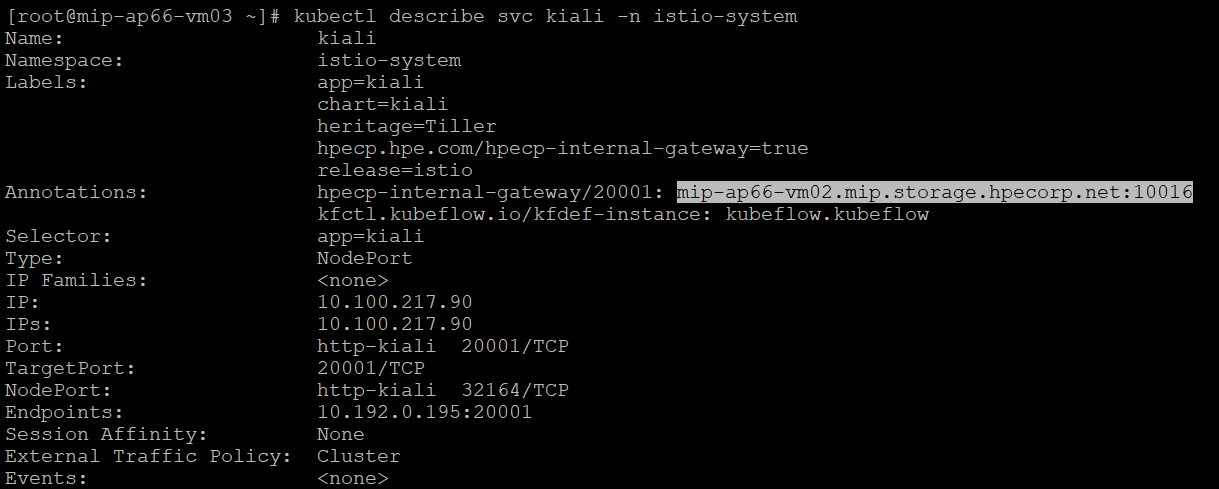 [root@mip-ap66-vm03 ~]# kubectl describe svc kiali -n istio-system
Name:                     kiali
Namespace:                istio-system
Labels:                   app=kiali
                          chart=kiali
                          heritage=Tiller
                          hpecp.hpe.com/hpecp-internal-gateway=true
                          release=istio
Annotations:              hpecp-internal-gateway/20001: mip-ap66-vm02.mip.storage.hpecorp.net:10016
                          kfctl.kubeflow.io/kfdef-instance: kubeflow.kubeflow
Selector:                 app=kiali
Type:                     NodePort
IP Families:              <none>
IP:                       10.100.217.90
IPs:                      10.100.217.90
Port:                     http-kiali  20001/TCP
TargetPort:               20001/TCP
NodePort:                 http-kiali  32164/TCP
Endpoints:                10.192.0.195:20001
Session Affinity:         None
External Traffic Policy:  Cluster
Events:                   <none>